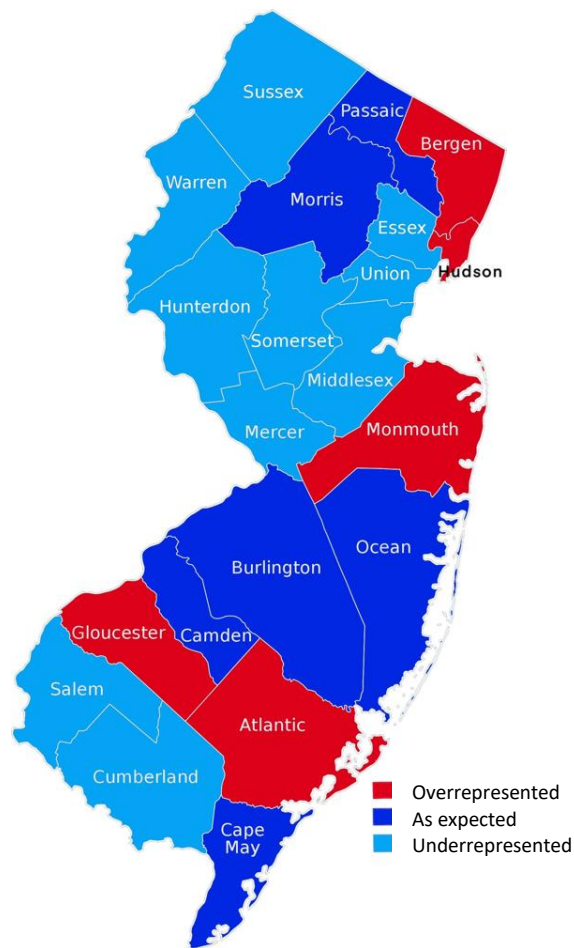 Sussex
Passaic
Bergen
Warren
Morris
Essex
Hudson
Union
Hunterdon
Somerset
Middlesex
Mercer
Monmouth
Ocean
Burlington
Gloucester
Camden
Salem
Atlantic
Cumberland
Cape
May
Overrepresented
As expected
Underrepresented